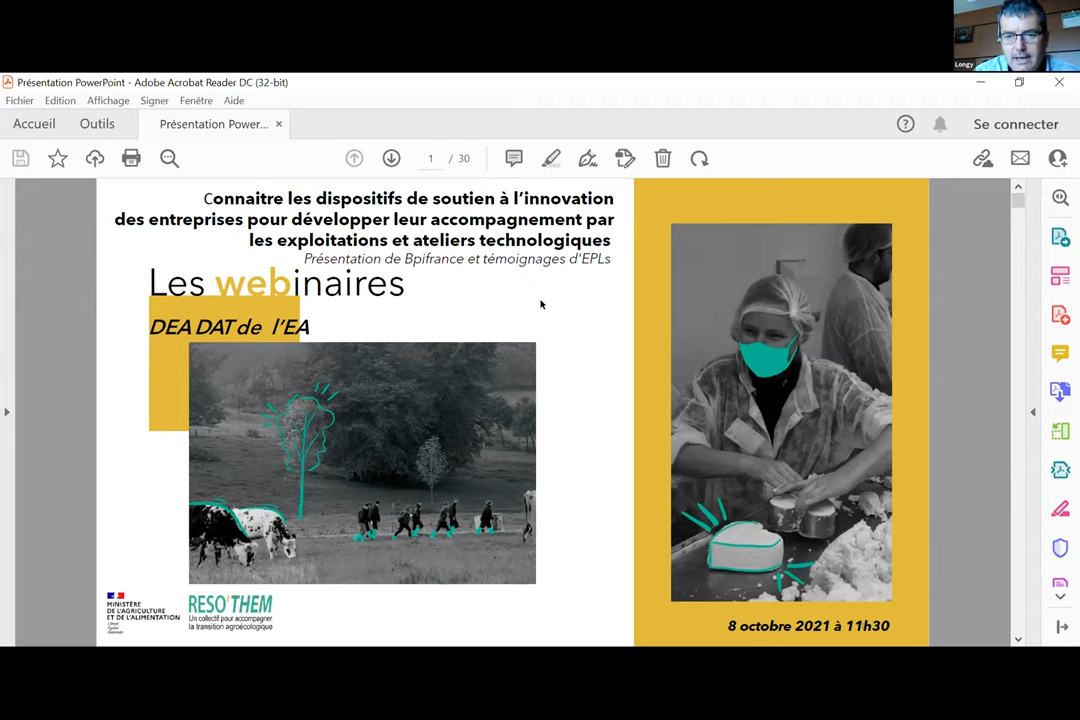 Longy
Présentation PowerPoint - Adobe Acrobat Reader DC (32-bit)
Fichier Edition Affichage Signer Fenêtre Aide
Accueil Outils Présentation Power... × Se connecter
1 / 30
Connaitre les dispositifs de soutien à l'innovation
des entreprises pour développer leur accompagnement par
les exploitations et ateliers technologiques
Présentation de Bpifrance et témoignages d'EPLs
Les webinaires
DEA DAT de l'EA
MINISTÈRE
DE L'AGRICULTURE
ET DE L'ALIMENTATION
Liberté
Égalité
Fraternité
RESO'THEM
Un collectif pour accompagner
la transition agroécologique
8 octobre 2021 à 11h30